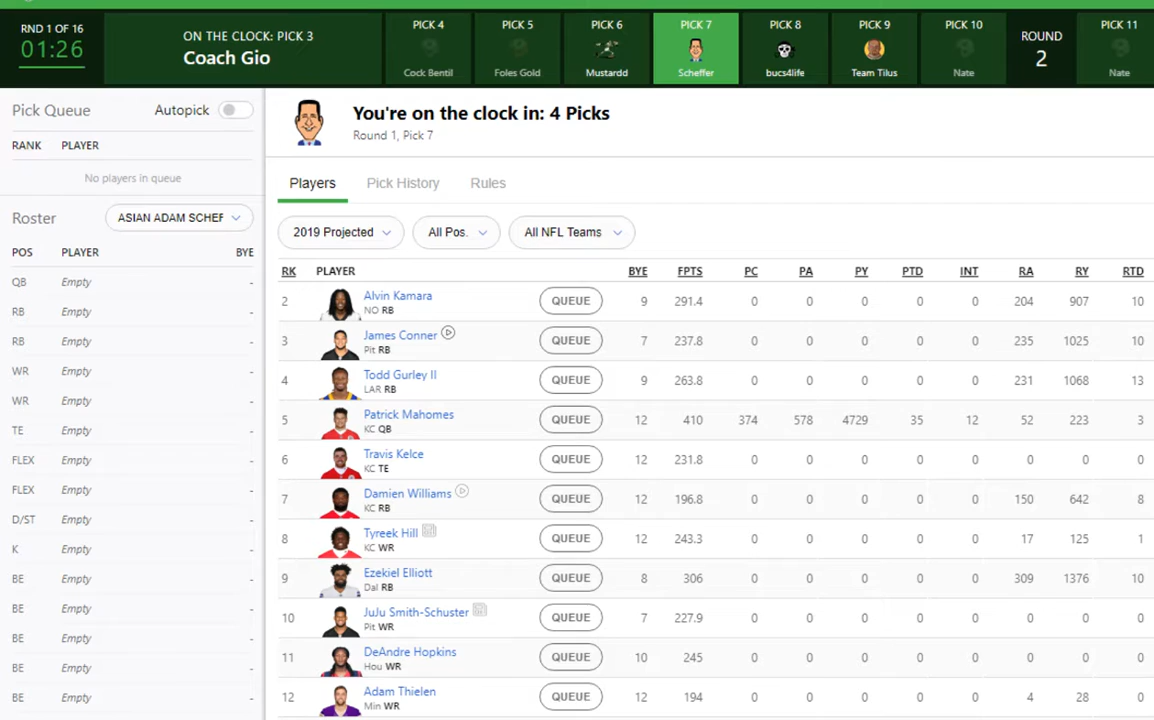 RND 1 OF 16
01:26
ON THE CLOCK: PICK 3
Coach Gio
PICK 4
Cock Bentil
PICK 5
Foles Gold
PICK 6
Mustardd
PICK 7
Scheffer
PICK 8
bucs4life
PICK 9
Team Tilus
PICK 10
Nate
ROUND
2
PICK 11
Nate
Pick Queue Autopick
RANK PLAYER
No players in queue
Roster ASIAN ADAM SCHEF
POS PLAYER BYE
QB Empty -
RB Empty -
RB Empty -
WR Empty -
WR Empty -
TE Empty -
FLEX Empty -
FLEX Empty -
D/ST Empty -
K Empty -
BE Empty -
BE Empty -
BE Empty -
BE Empty -
BE Empty -
You're on the clock in: 4 Picks
Round 1, Pick 7
Players Pick History Rules
2019 Projected All Pos. All NFL Teams
RK PLAYER BYE FPTS PC PA PY PTD INT RA RY RTD
2 Alvin Kamara NO RB QUEUE 9 291.4 0 0 0 0 0 204 907 10
3 James Conner Pit RB QUEUE 7 237.8 0 0 0 0 0 235 1025 10
4 Todd Gurley II LAR RB QUEUE 9 263.8 0 0 0 0 0 231 1068 13
5 Patrick Mahomes KC QB QUEUE 12 410 374 578 4729 35 12 52 223 3
6 Travis Kelce KC TE QUEUE 12 231.8 0 0 0 0 0 0 0 0
7 Damien Williams KC RB QUEUE 12 196.8 0 0 0 0 0 150 642 8
8 Tyreek Hill KC WR QUEUE 12 243.3 0 0 0 0 0 17 125 1
9 Ezekiel Elliott Dal RB QUEUE 8 306 0 0 0 0 0 309 1376 10
10 JuJu Smith-Schuster Pit WR QUEUE 7 227.9 0 0 0 0 0 0 0 0
11 DeAndre Hopkins Hou WR QUEUE 10 245 0 0 0 0 0 0 0 0
12 Adam Thielen Min WR QUEUE 12 194 0 0 0 0 0 4 28 0